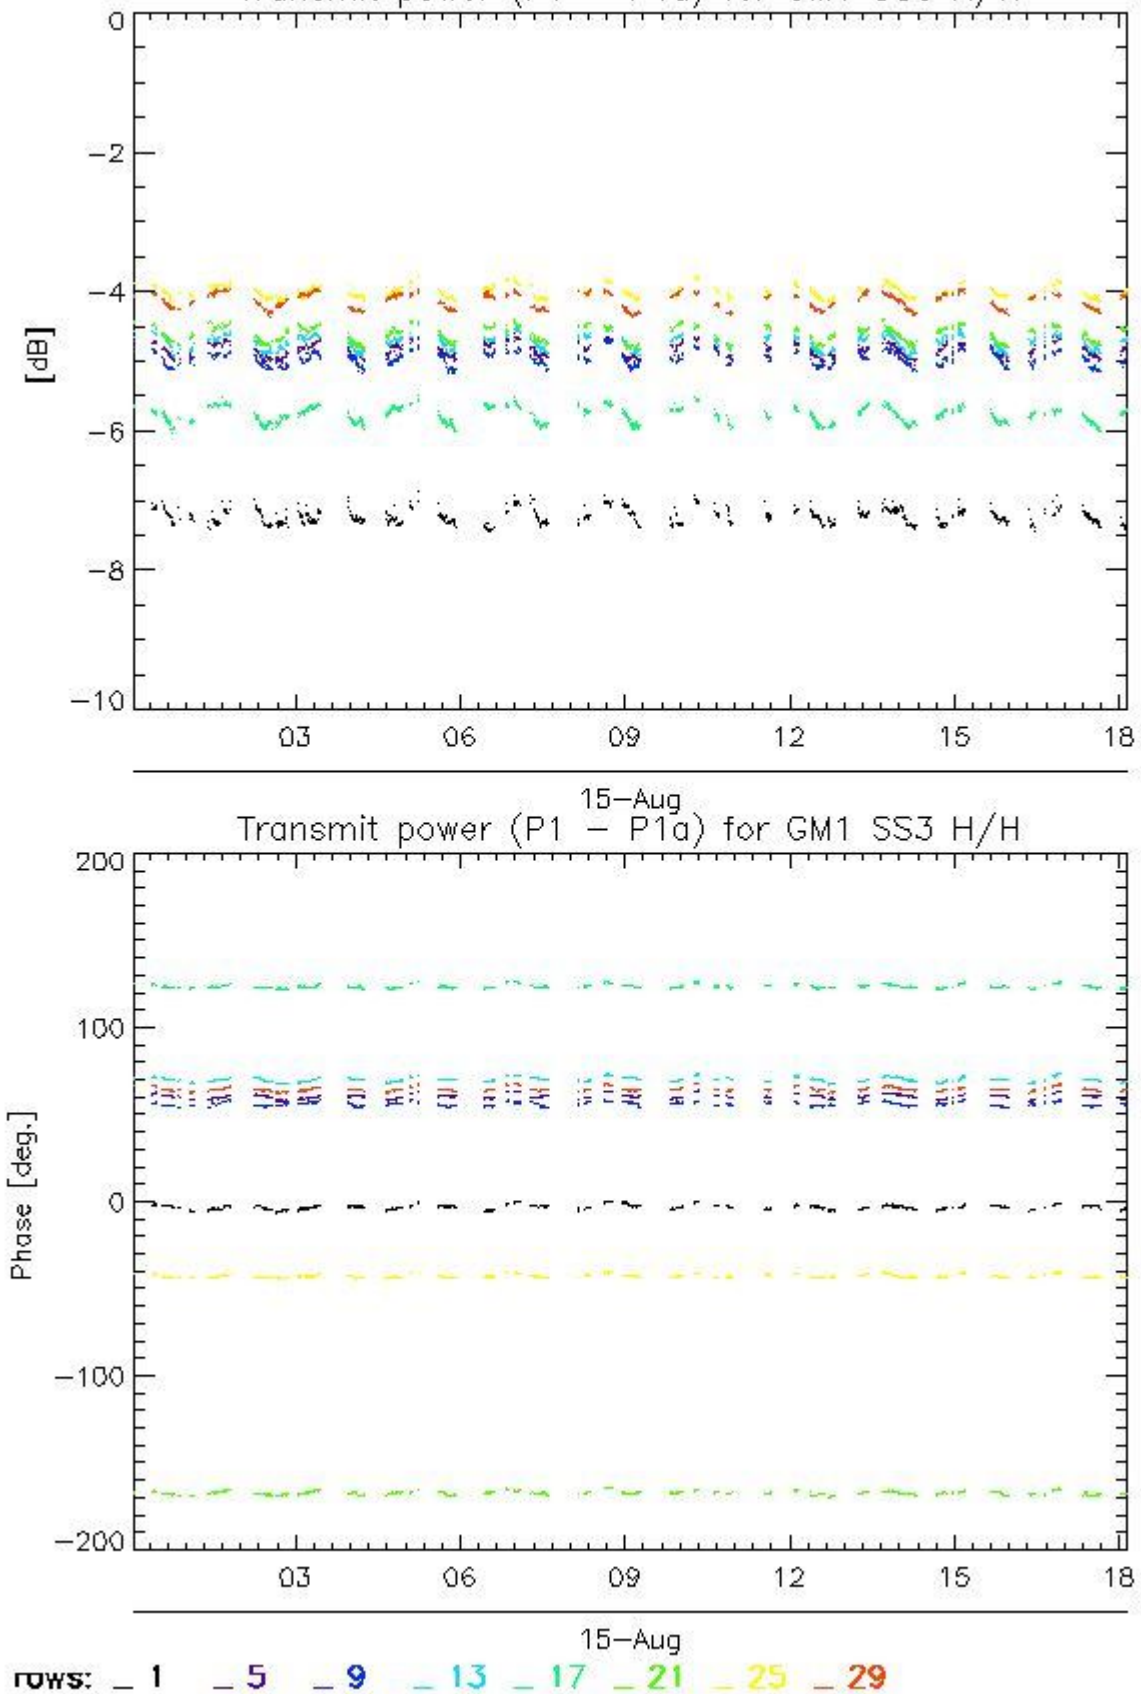 0
−2
−4
[dB]
−6
−8
−10
03 06 09 12 15 18
15−Aug
Transmit power (P1 − P1a) for GM1 SS3 H/H
200
100
Phase [deg.]
0
−100
−200
03 06 09 12 15 18
15−Aug
rows: _ 1 _ 5 _ 9 _ 13 _ 17 _ 21 _ 25 _ 29